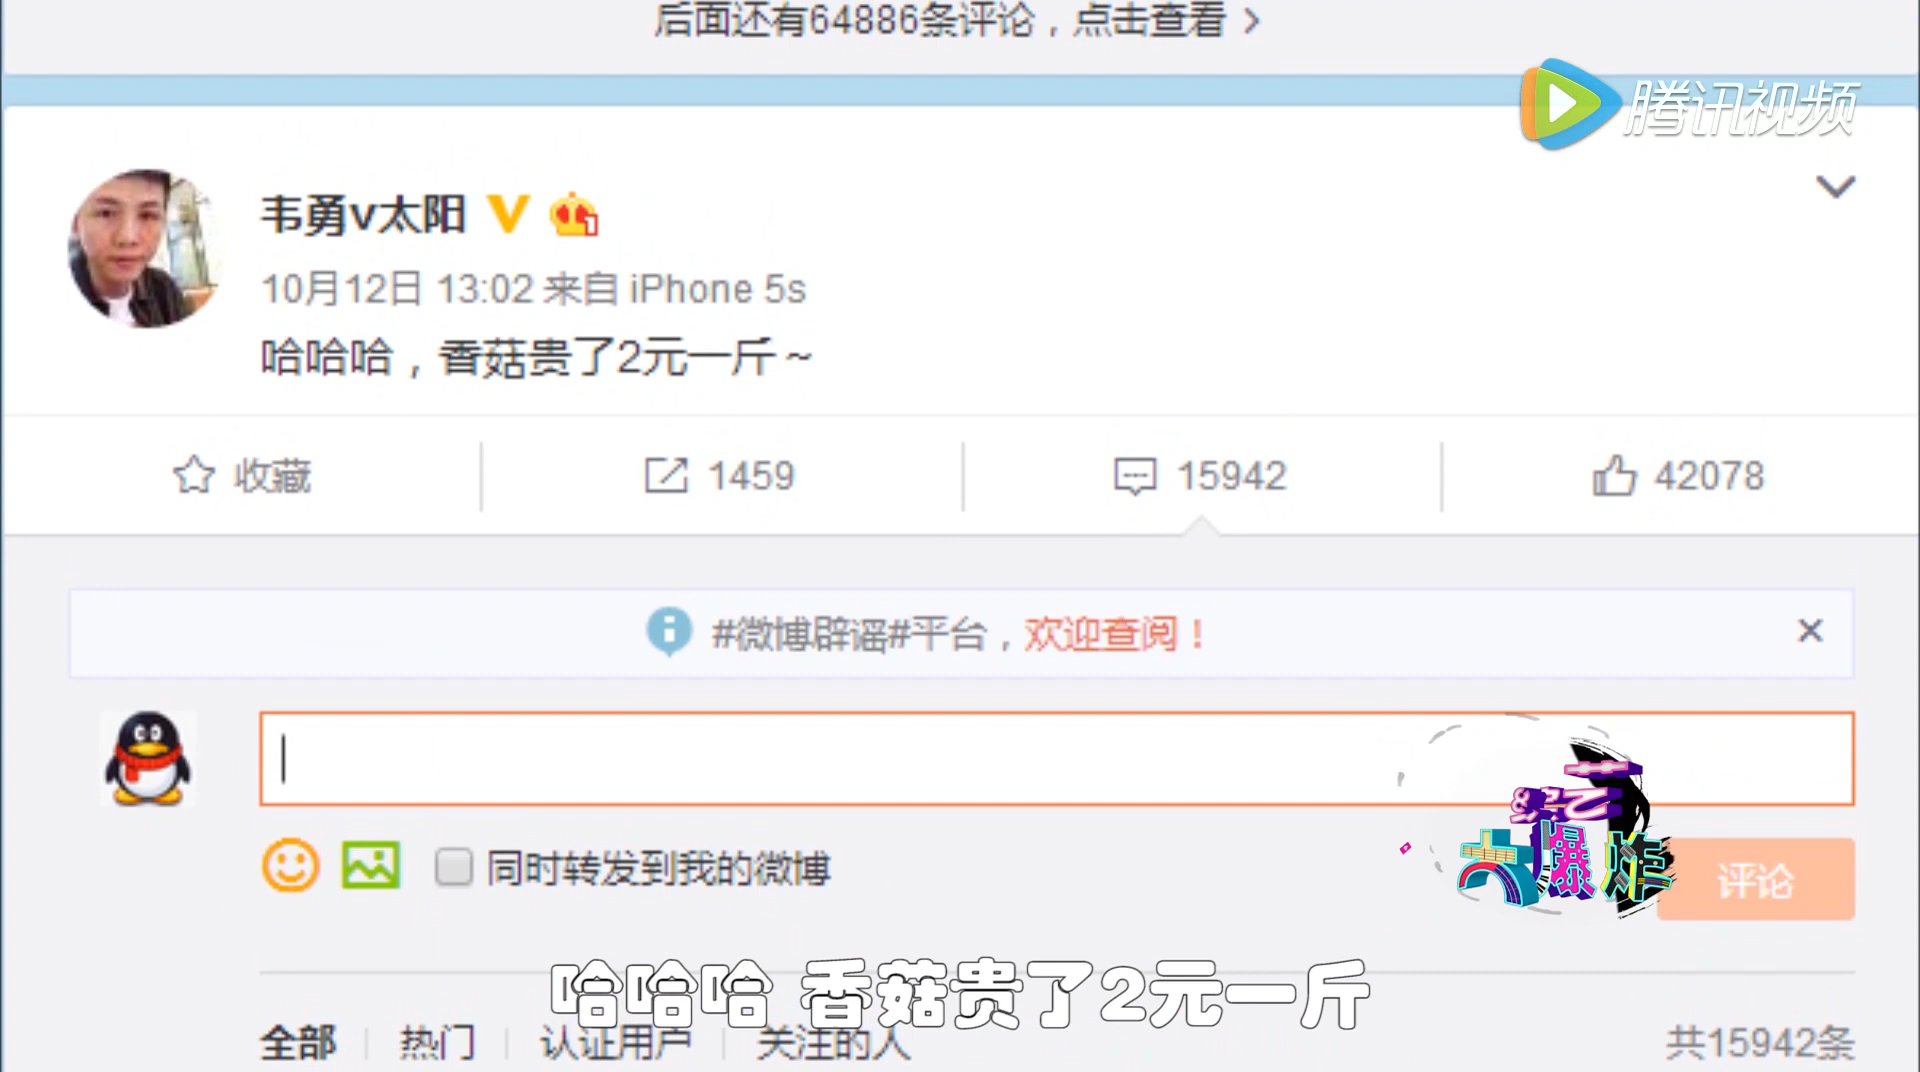 后面还有64886条评论，点击查看 >
腾讯视频
韦勇v太阳
10月12日 13:02 来自 iPhone 5s
哈哈哈，香菇贵了2元一斤~
收藏
1459
15942
42078
#微博辟谣#平台，欢迎查阅！
同时转发到我的微博
综艺
大爆炸
评论
哈哈哈 香菇贵了2元一斤
全部 热门 认证用户 关注的人
共15942条